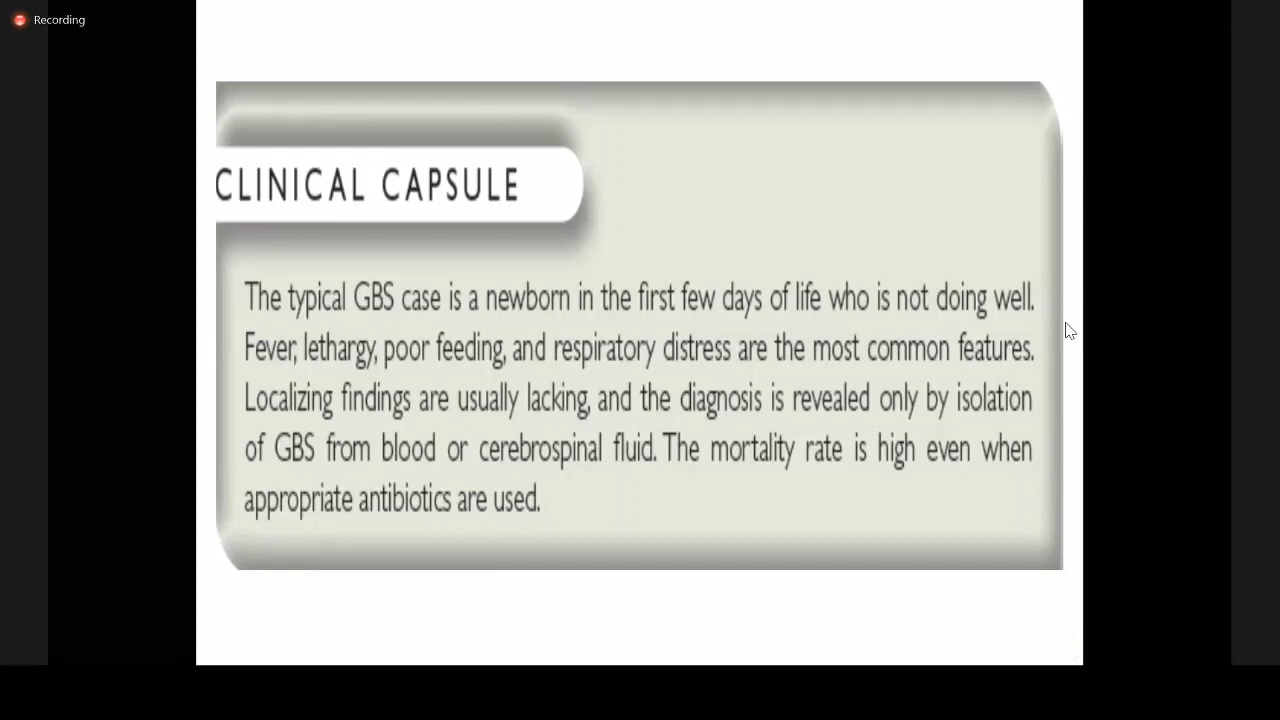 Recording
CLINICAL CAPSULE
The typical GBS case is a newborn in the first few days of life who is not doing well.
Fever, lethargy, poor feeding, and respiratory distress are the most common features.
Localizing findings are usually lacking, and the diagnosis is revealed only by isolation
of GBS from blood or cerebrospinal fluid. The mortality rate is high even when
appropriate antibiotics are used.